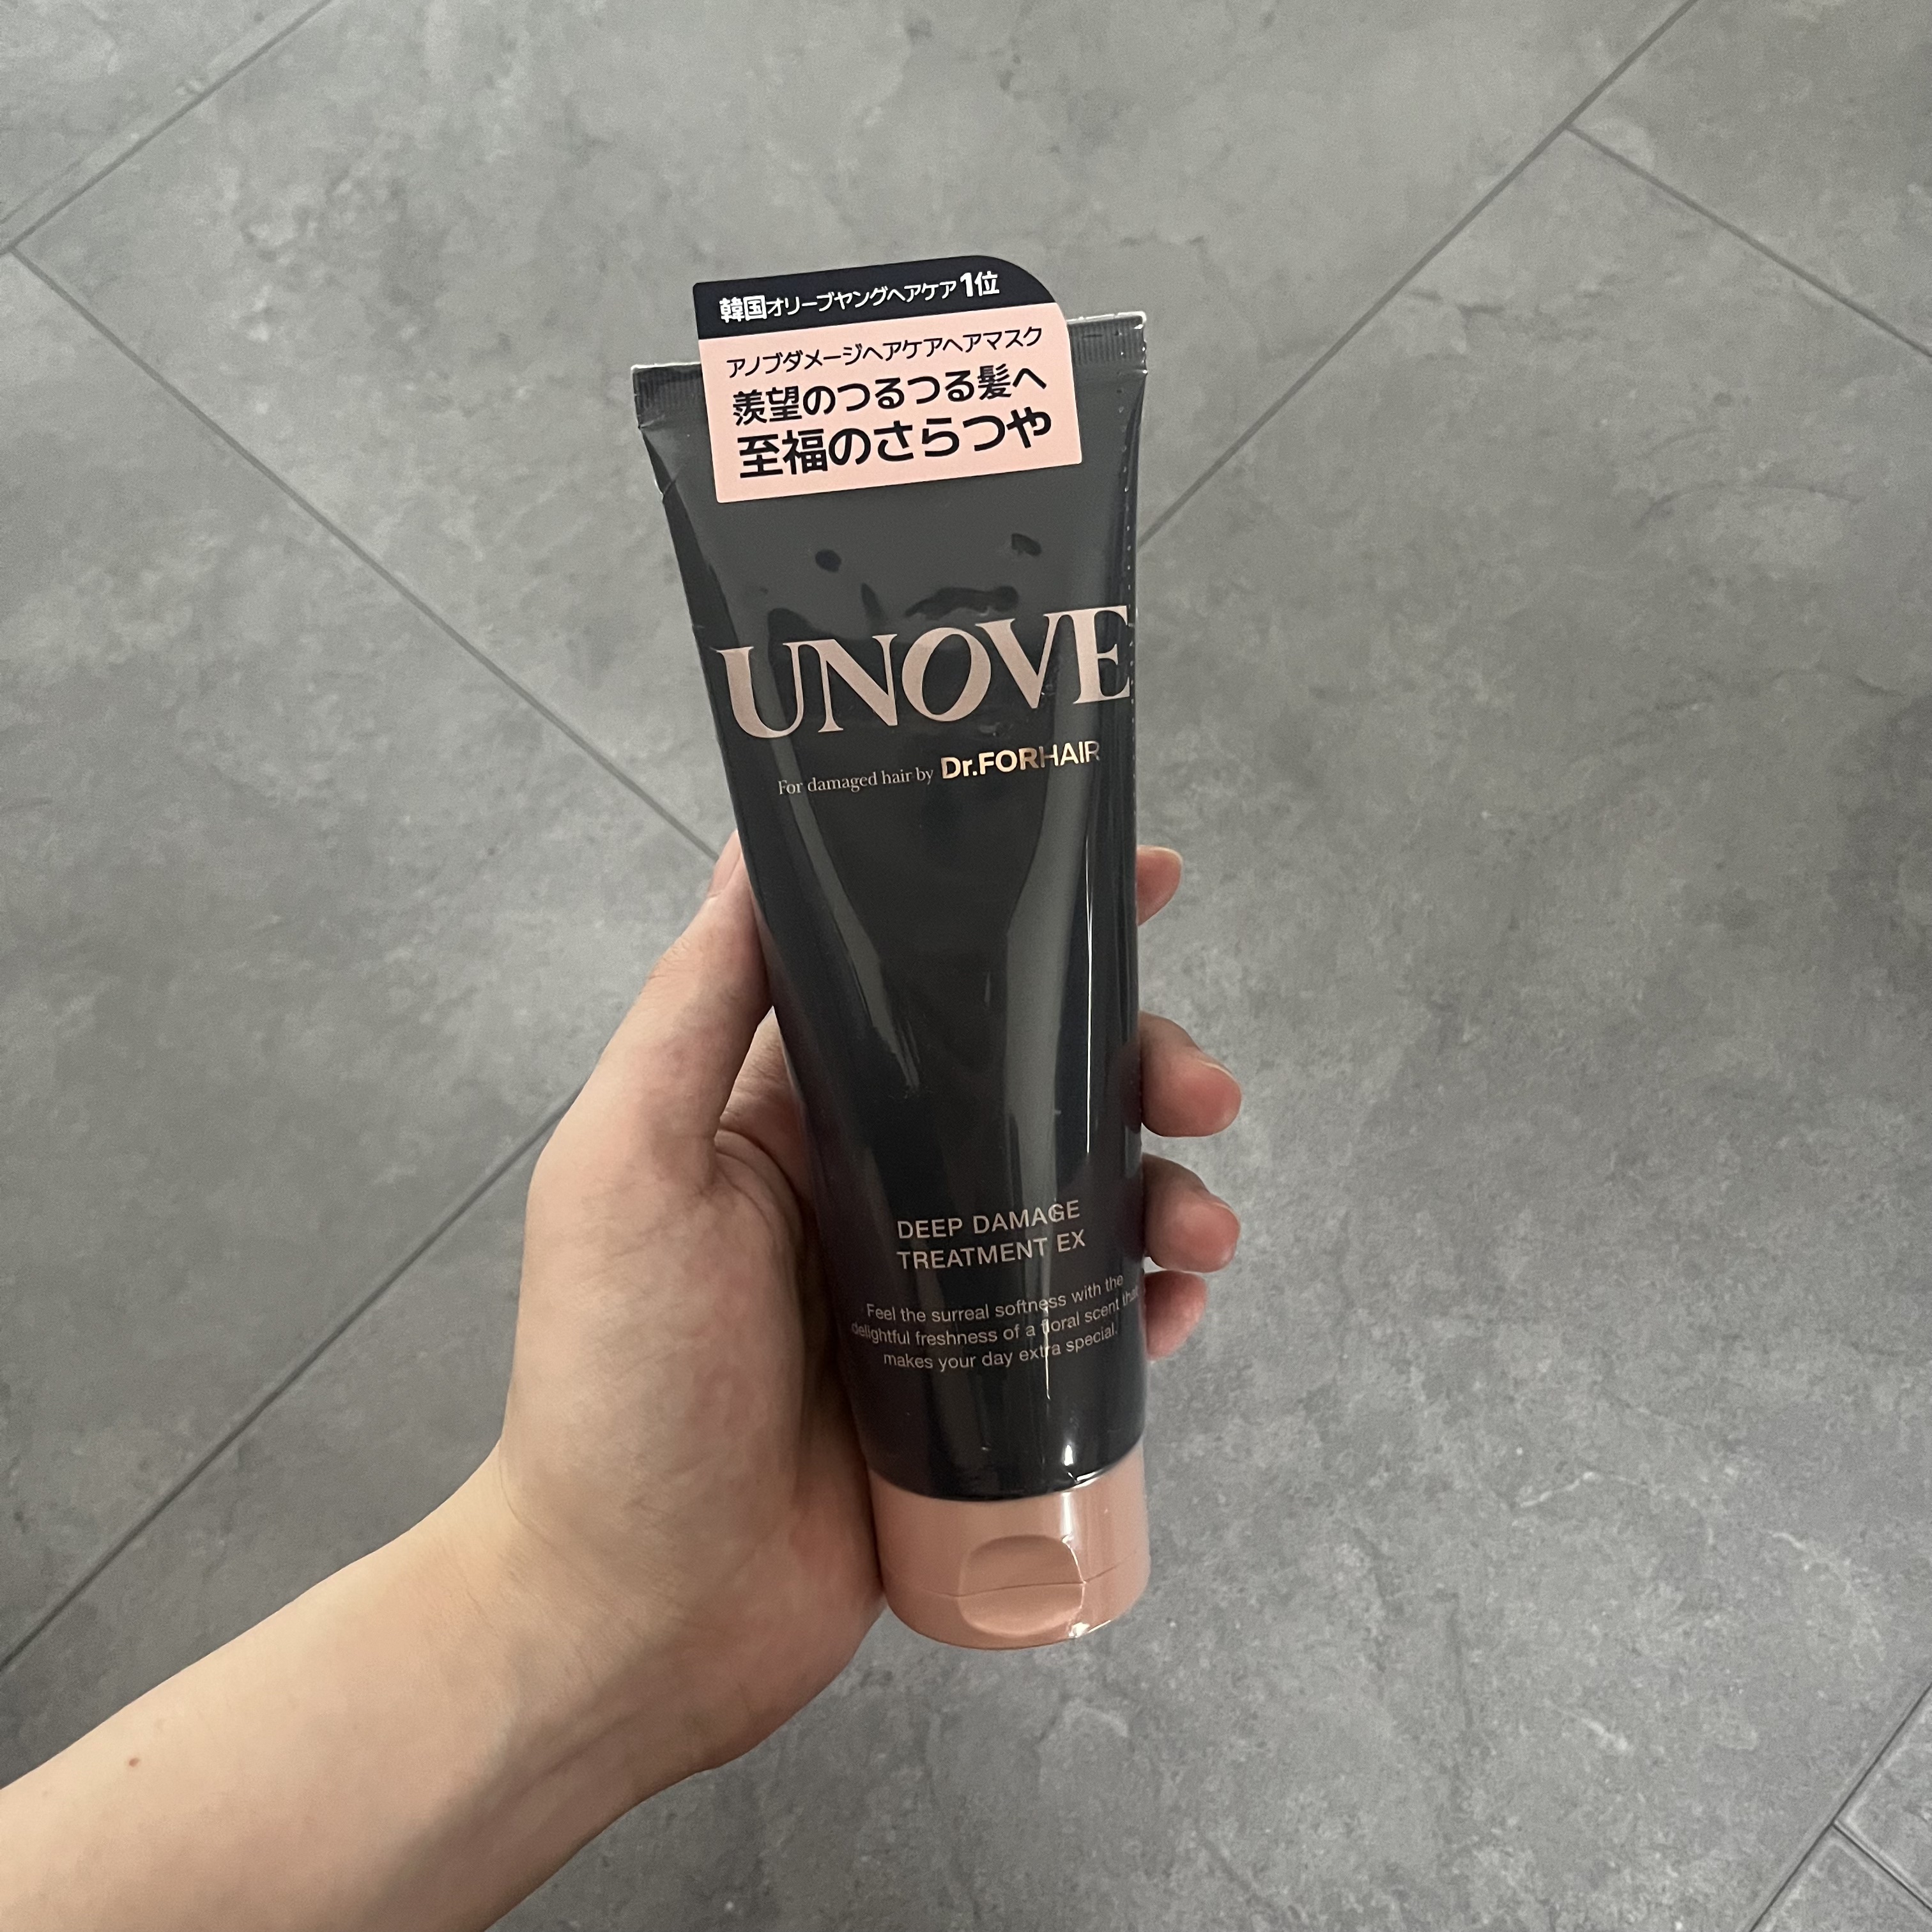 韓国オリーブヤングヘアケア1位
アノブダメージヘアケアヘアマスク
羨望のつるつる髪へ
至福のさらつや
UNOVE
For damaged hair by Dr.FORHAIR
DEEP DAMAGE
TREATMENT EX
Feel the surreal softness with the
delightful freshness of a floral scent that
makes your day extra special.